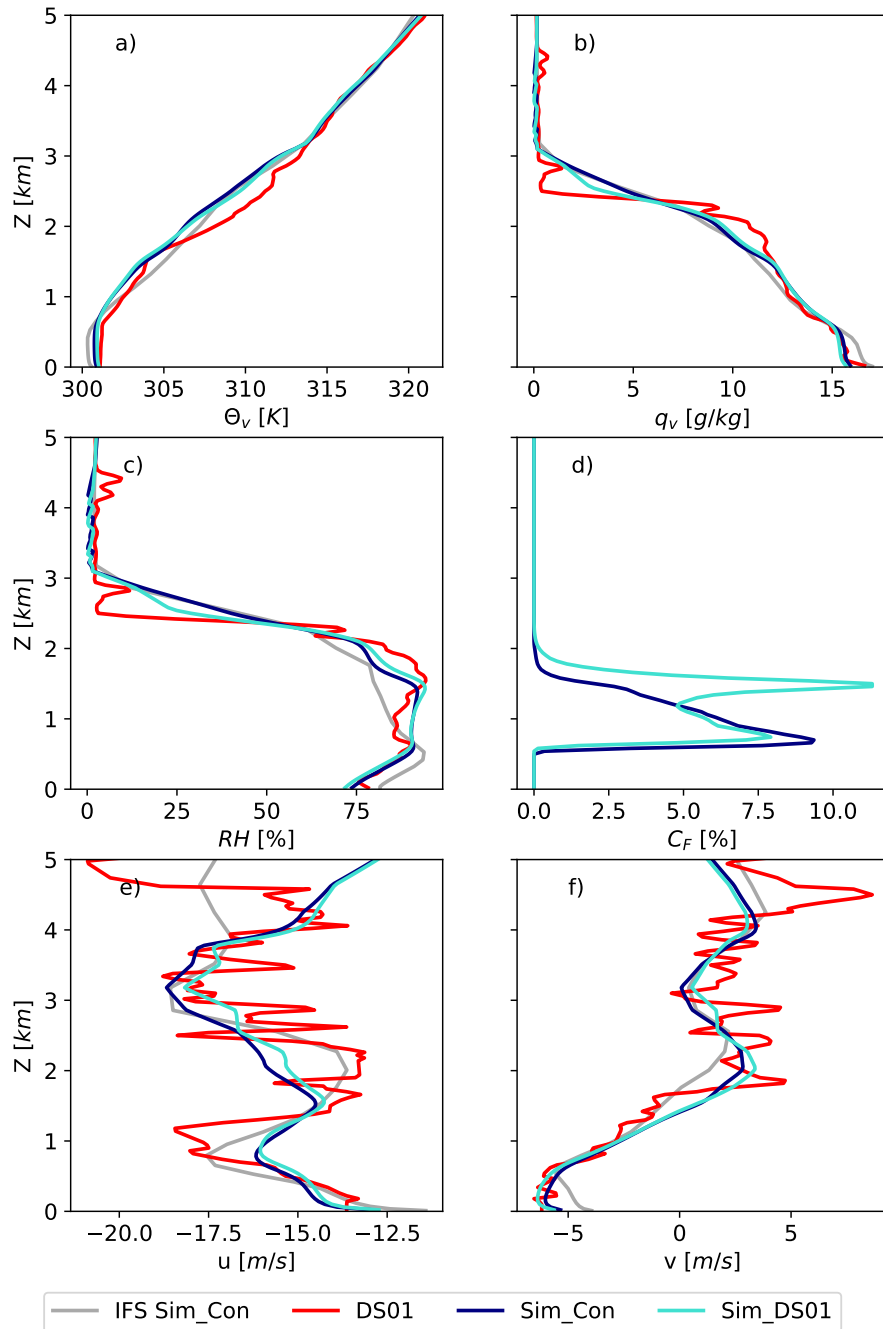 5
4
3
2
1
0
Z [km]
a)
300 305 310 315 320
Θv [K]
b)
0 5 10 15
qv [g/kg]
5
4
3
2
1
0
Z [km]
c)
0 25 50 75
RH [%]
d)
0.0 2.5 5.0 7.5 10.0
CF [%]
5
4
3
2
1
0
Z [km]
e)
−20.0 −17.5 −15.0 −12.5
u [m/s]
f)
−5 0 5
v [m/s]
IFS Sim_Con DS01 Sim_Con Sim_DS01